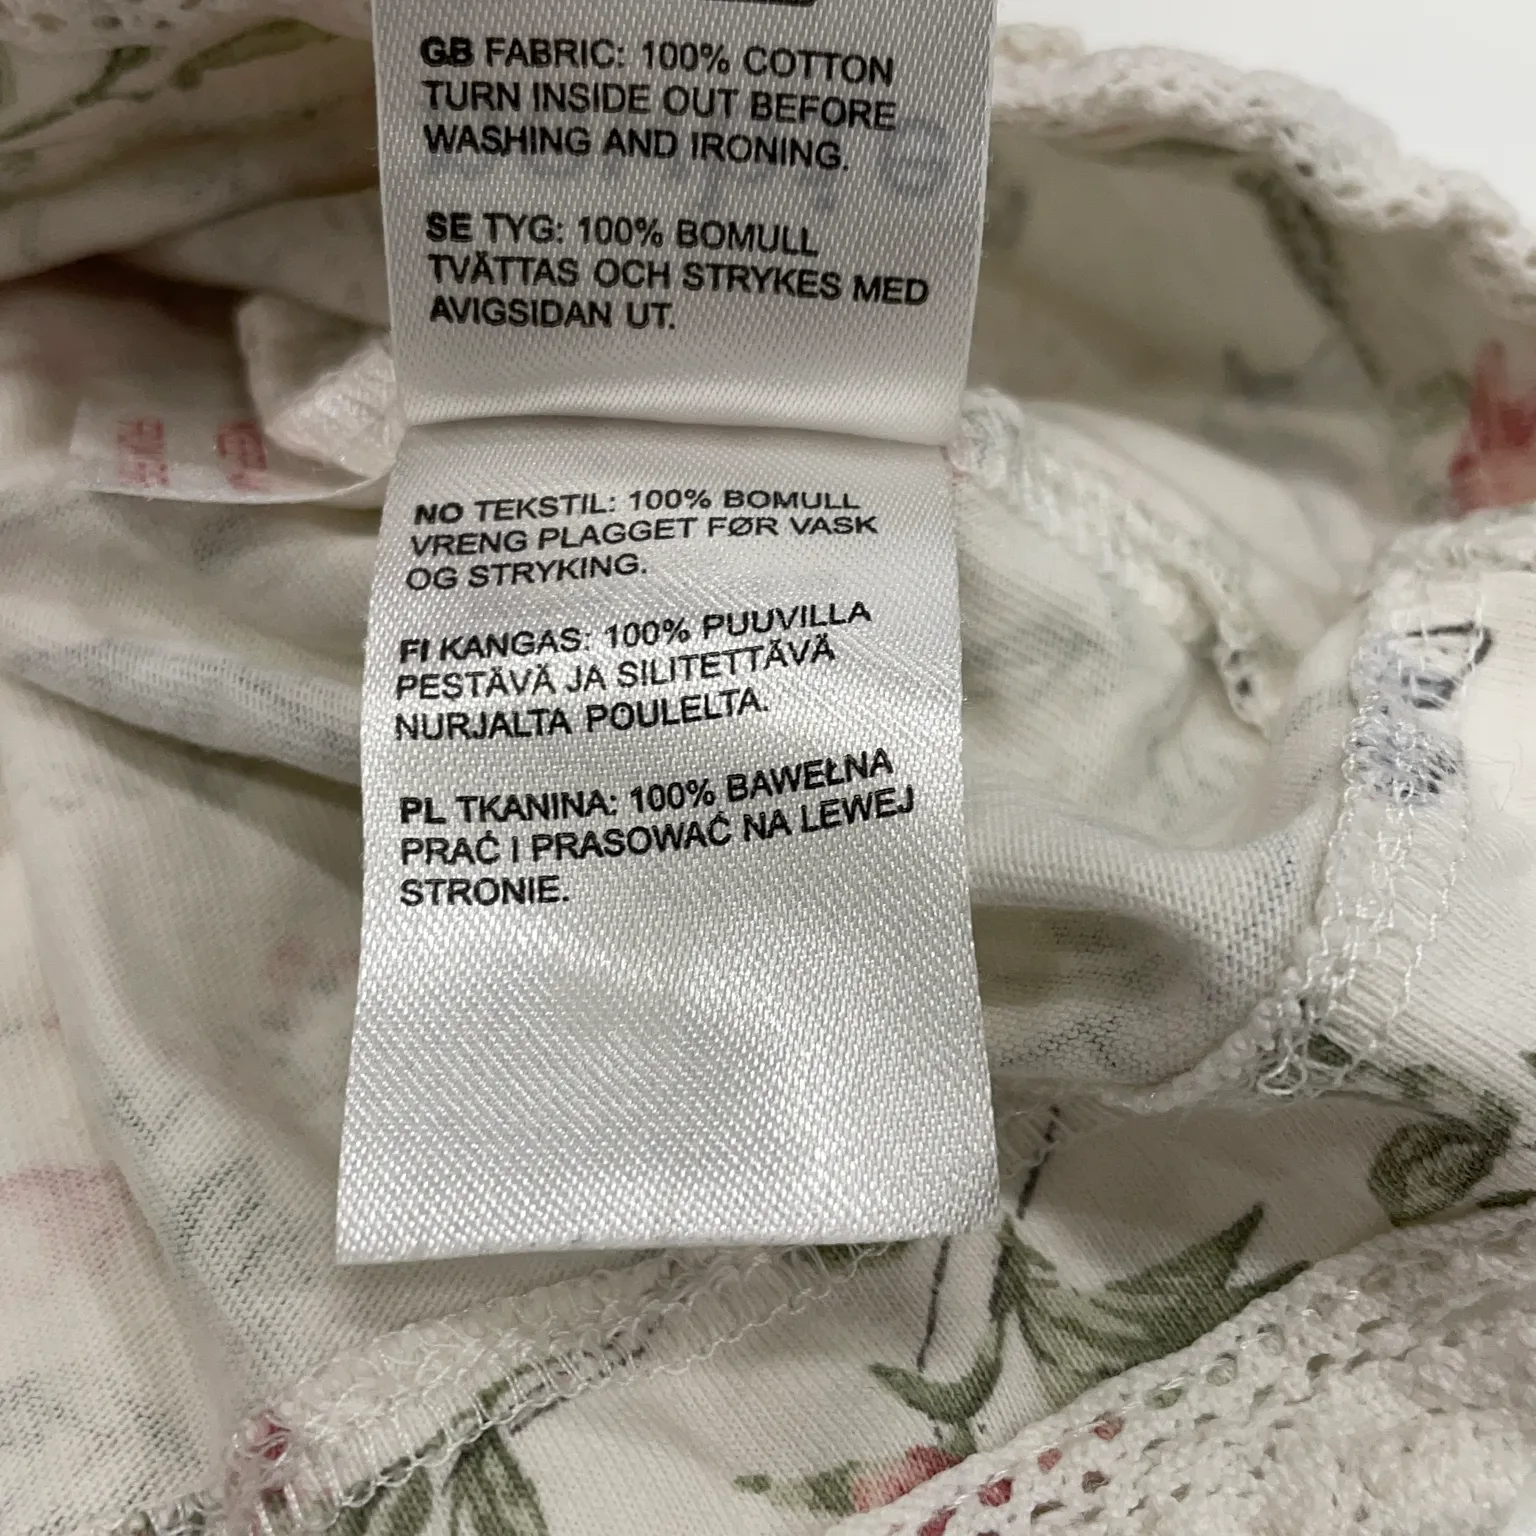 GB FABRIC: 100% COTTON
TURN INSIDE OUT BEFORE
WASHING AND IRONING.
SE TYG: 100% BOMULL
TVÄTTAS OCH STRYKES MED
AVIGSIDAN UT.
NO TEKSTIL: 100% BOMULL
VRENG PLAGGET FØR VASK
OG STRYKING.
FI KANGAS: 100% PUUVILLA
PESTÄVÄ JA SILITETTÄVÄ
NURJALTA POULELTA.
PL TKANINA: 100% BAWEŁNA
PRAĆ I PRASOWAĆ NA LEWEJ
STRONIE.